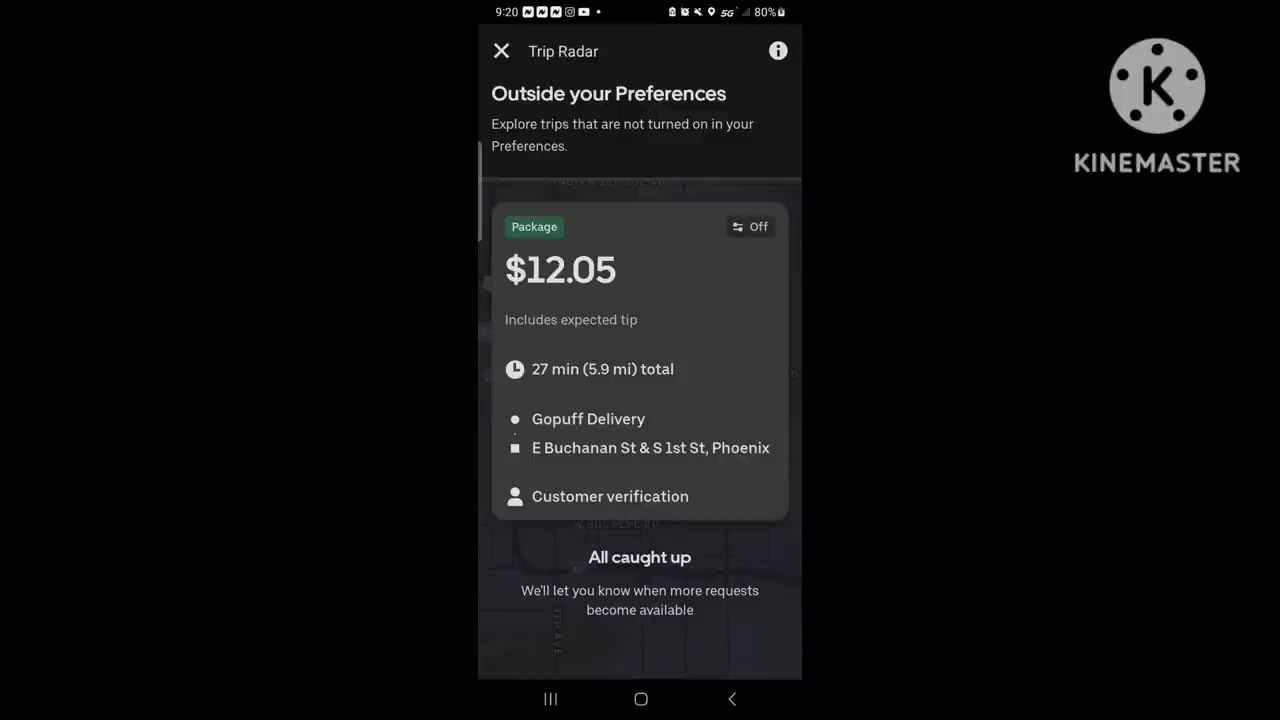 9:20
5G
80%
Trip Radar
Outside your Preferences
Explore trips that are not turned on in your
Preferences.
Package
Off
$12.05
Includes expected tip
27 min (5.9 mi) total
Gopuff Delivery
E Buchanan St & S 1st St, Phoenix
Customer verification
All caught up
We'll let you know when more requests
become available
K
KINEMASTER